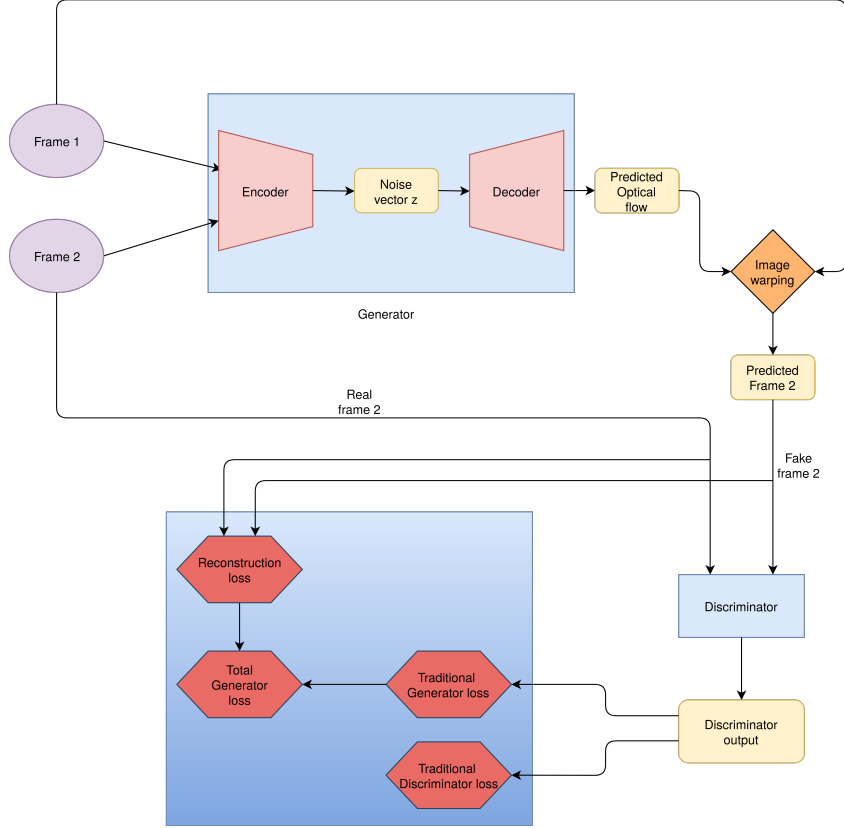 Frame 1
Encoder
Noise
vector z
Decoder
Predicted
Optical
flow
Frame 2
Image
warping
Generator
Predicted
Frame 2
Real
frame 2
Fake
frame 2
Reconstruction
loss
Discriminator
Total
Generator
loss
Traditional
Generator loss
Discriminator
output
Traditional
Discriminator loss